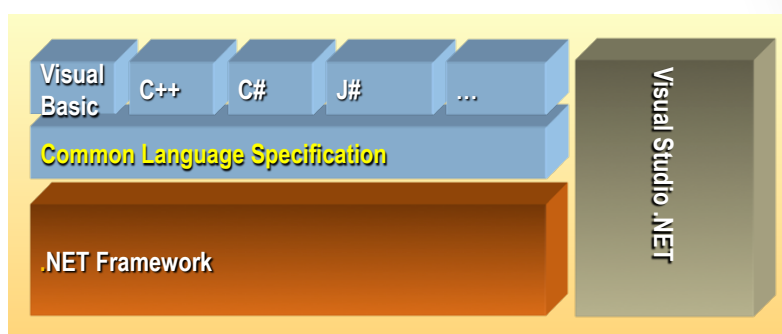 Visual
Basic
C++
C#
J#
...
Common Language Specification
.NET Framework
Visual Studio .NET